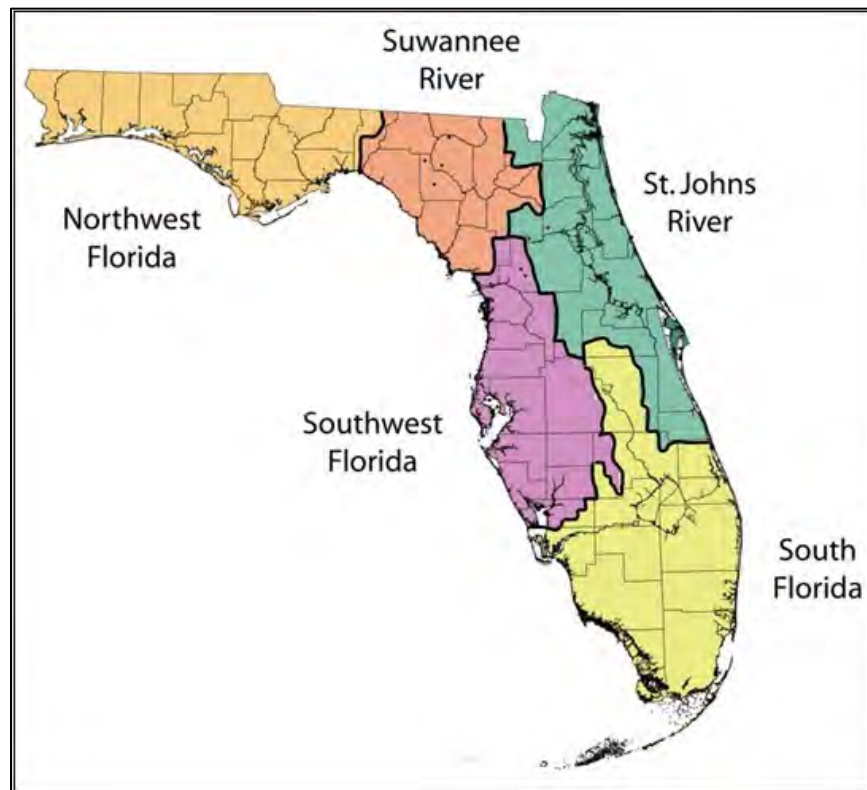 Suwannee
River
St. Johns
River
Northwest
Florida
Southwest
Florida
South
Florida